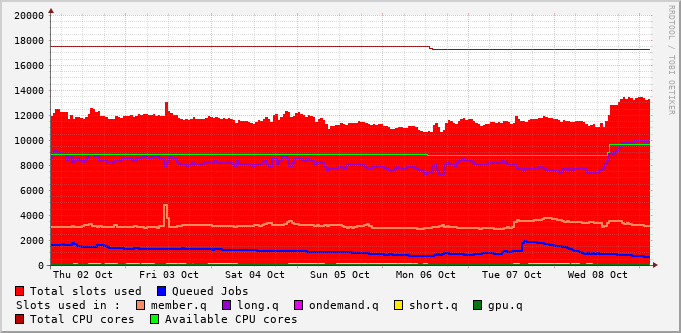 20000
18000
16000
14000
12000
10000
8000
6000
4000
2000
0
Thu 02 Oct Fri 03 Oct Sat 04 Oct Sun 05 Oct Mon 06 Oct Tue 07 Oct Wed 08 Oct
RRDTOOL / TOBI OETIKER
Total slots used Queued Jobs
Slots used in : member.q long.q ondemand.q short.q gpu.q
Total CPU cores Available CPU cores